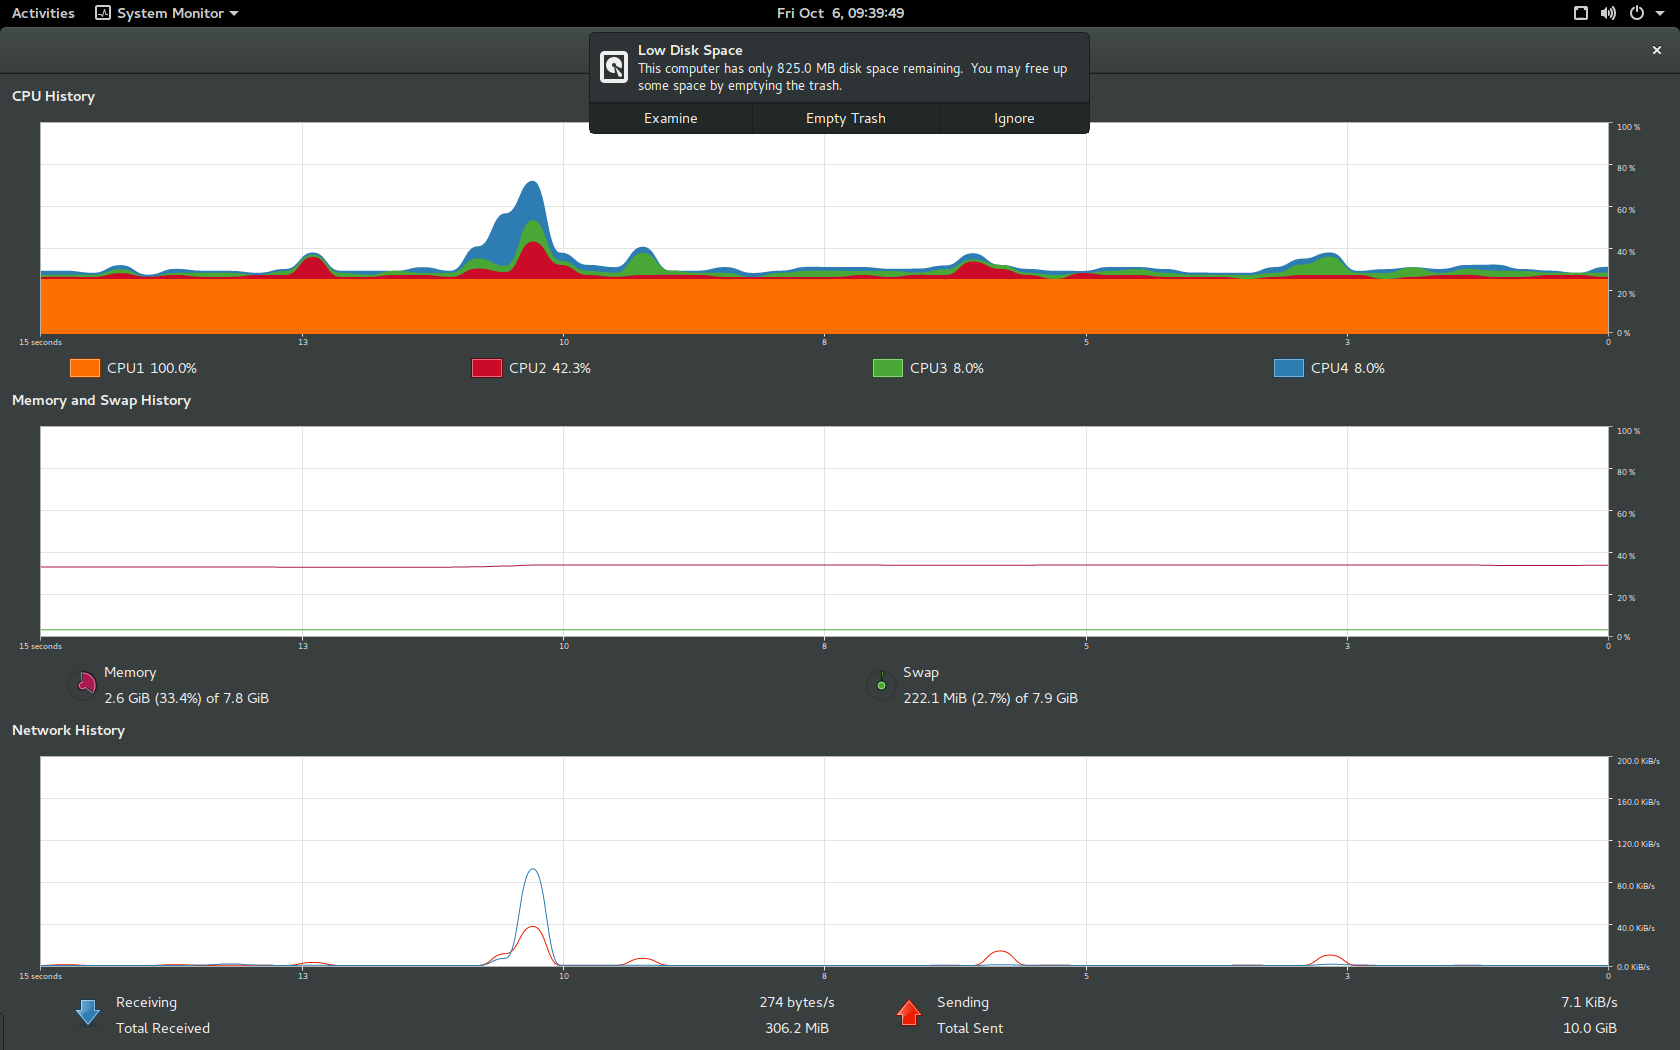 Activities
System Monitor
Fri Oct 6, 09:39:49
Low Disk Space
This computer has only 825.0 MB disk space remaining. You may free up
some space by emptying the trash.
Examine
Empty Trash
Ignore
CPU History
100 %
80 %
60 %
40 %
20 %
0 %
15 seconds
13
10
8
5
3
0
CPU1 100.0%
CPU2 42.3%
CPU3 8.0%
CPU4 8.0%
Memory and Swap History
100 %
80 %
60 %
40 %
20 %
0 %
15 seconds
13
10
8
5
3
0
Memory
2.6 GiB (33.4%) of 7.8 GiB
Swap
222.1 MiB (2.7%) of 7.9 GiB
Network History
200.0 KiB/s
160.0 KiB/s
120.0 KiB/s
80.0 KiB/s
40.0 KiB/s
0.0 KiB/s
15 seconds
13
10
8
5
3
0
Receiving
274 bytes/s
Total Received
306.2 MiB
Sending
7.1 KiB/s
Total Sent
10.0 GiB